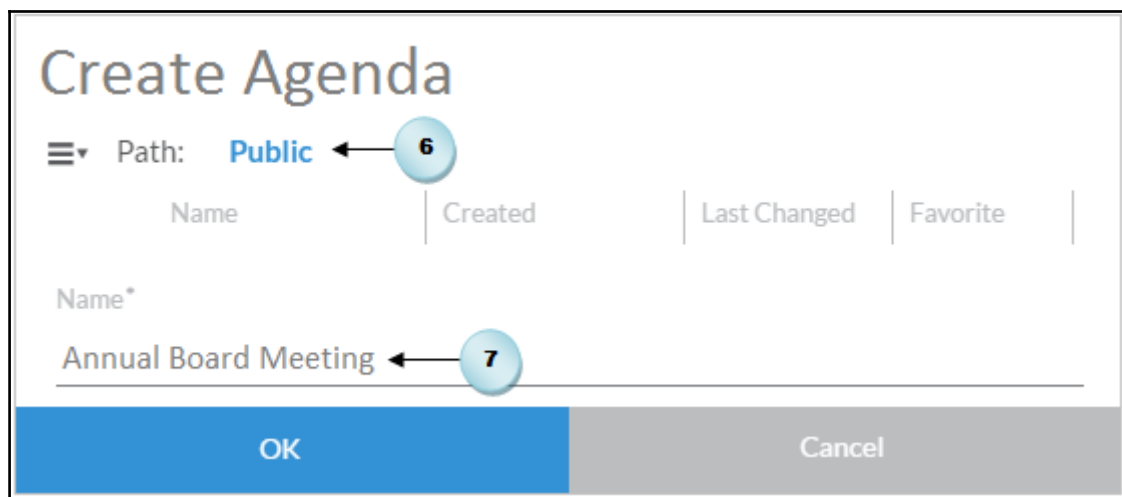 Create Agenda
Path: Public 6
Name Created Last Changed Favorite
Name*
Annual Board Meeting 7
OK Cancel